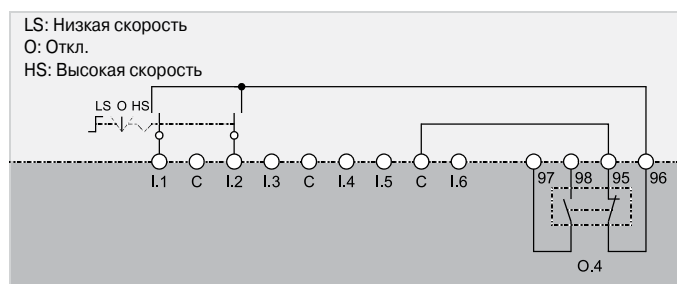 LS: Низкая скорость
O: Откл.
HS: Высокая скорость
LS O HS
I.1 C I.2 I.3 C I.4 I.5 C I.6 97 98 95 96
O.4